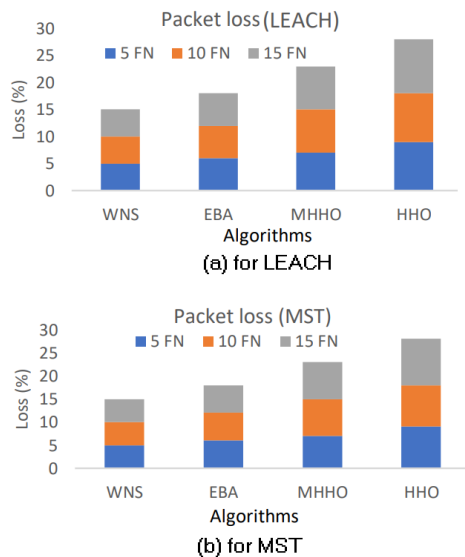 Packet loss (LEACH)
5 FN 10 FN 15 FN
30
25
20
15
10
5
0
Loss (%)
WNS EBA MHHO HHO
Algorithms
(a) for LEACH
Packet loss (MST)
5 FN 10 FN 15 FN
30
25
20
15
10
5
0
Loss (%)
WNS EBA MHHO HHO
Algorithms
(b) for MST